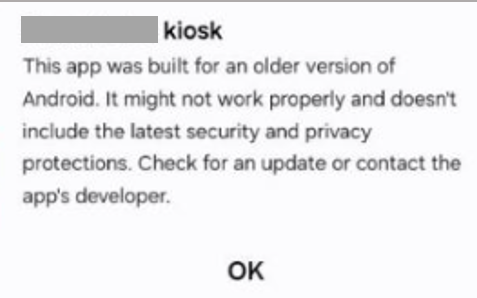 kiosk
This app was built for an older version of
Android. It might not work properly and doesn't
include the latest security and privacy
protections. Check for an update or contact the
app's developer.
OK